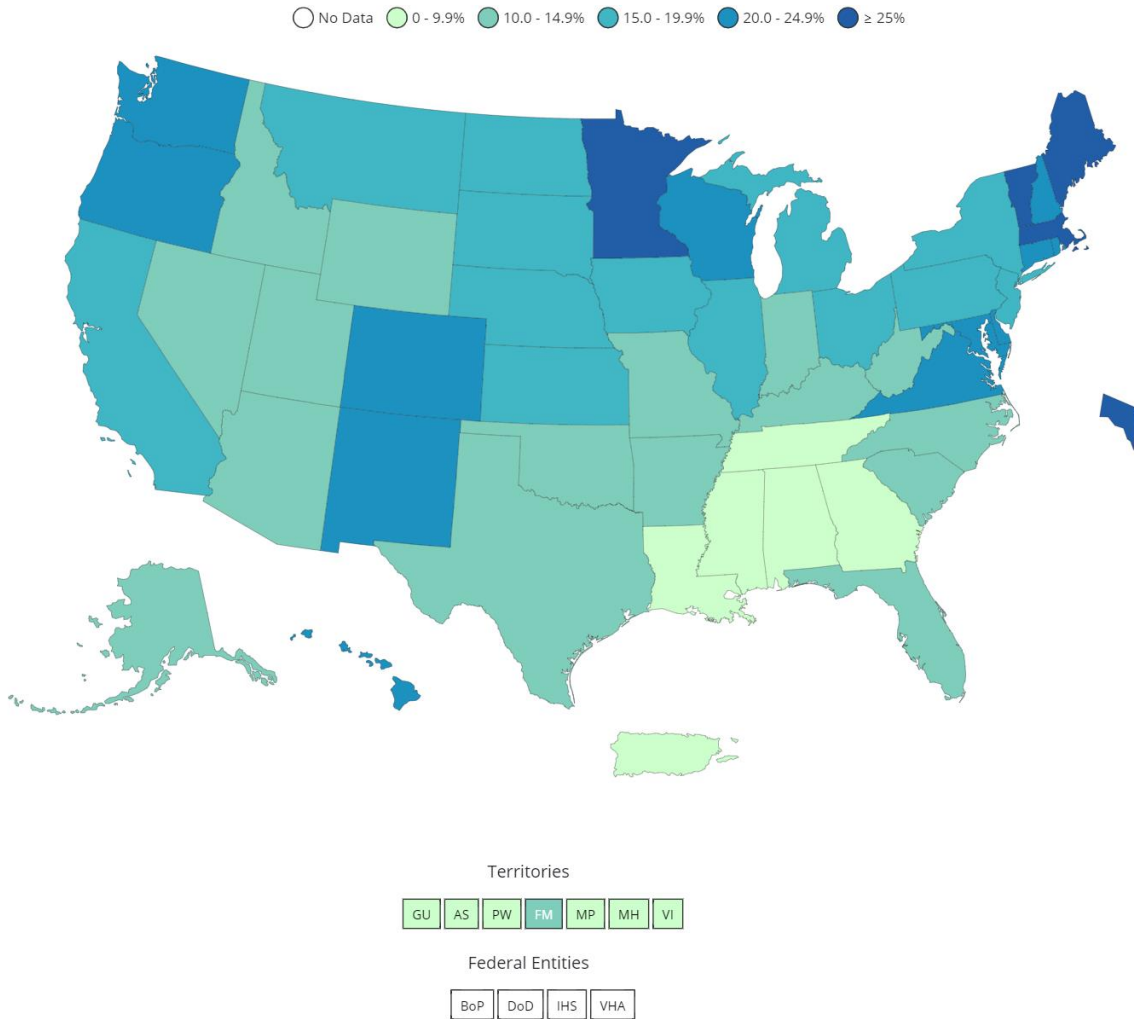 No Data 0 - 9.9% 10.0 - 14.9% 15.0 - 19.9% 20.0 - 24.9% ≥ 25%
Territories
GU AS PW FM MP MH VI
Federal Entities
BoP DoD IHS VHA